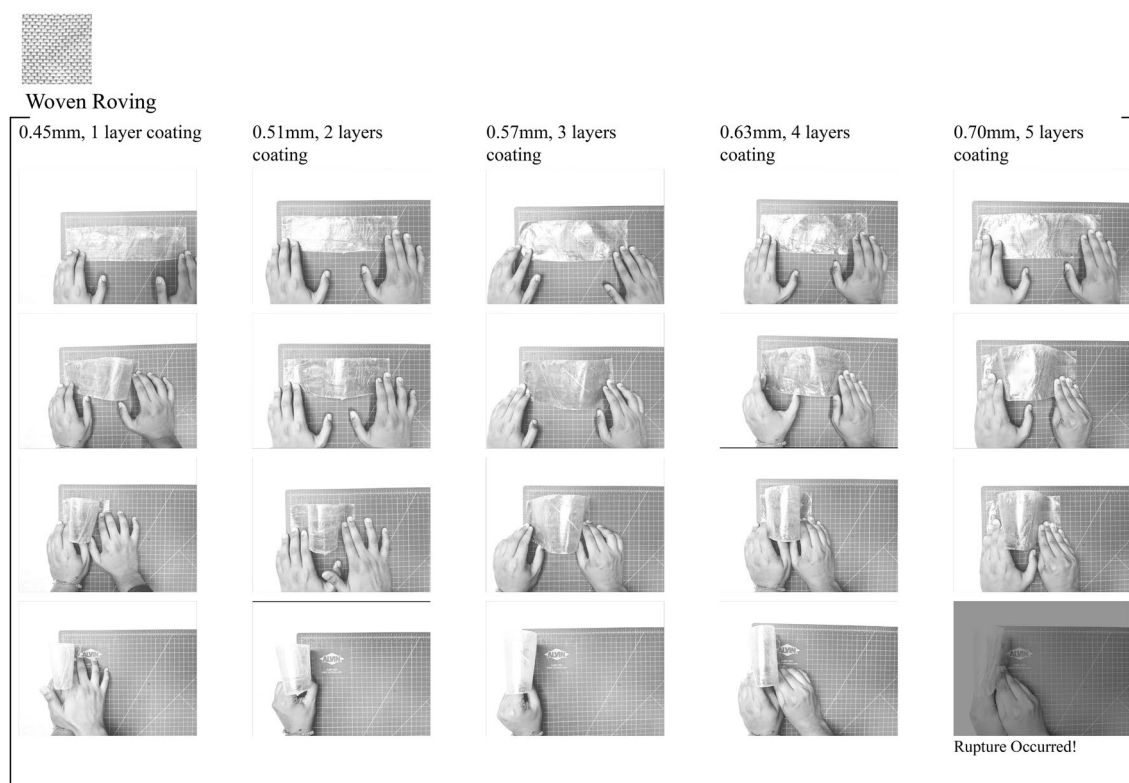 Woven Roving
0.45mm, 1 layer coating
0.51mm, 2 layers
coating
0.57mm, 3 layers
coating
0.63mm, 4 layers
coating
0.70mm, 5 layers
coating
ALVIN
ALVIN
ALVIN
ALVIN
ALVIN
Rupture Occurred!